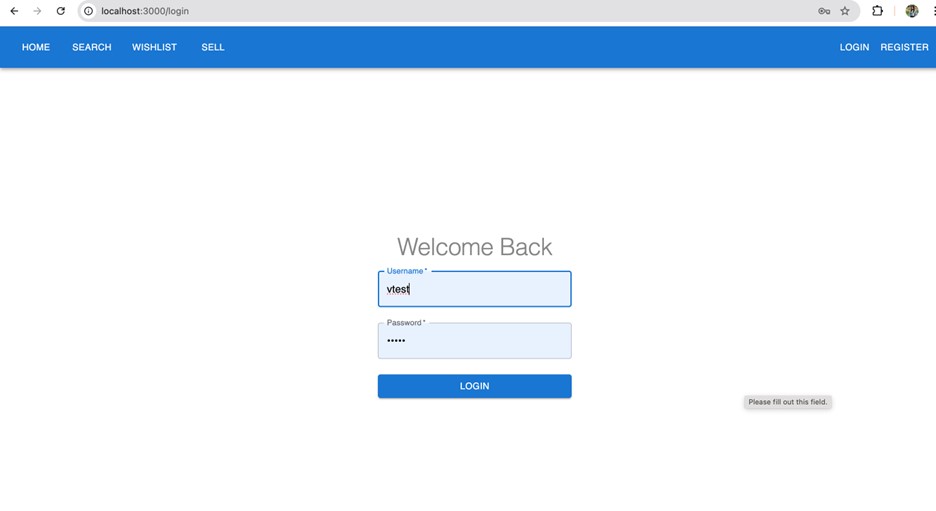 localhost:3000/login
HOME SEARCH WISHLIST SELL LOGIN REGISTER
Welcome Back
Username *
vtest
Password *
•••••
LOGIN
Please fill out this field.